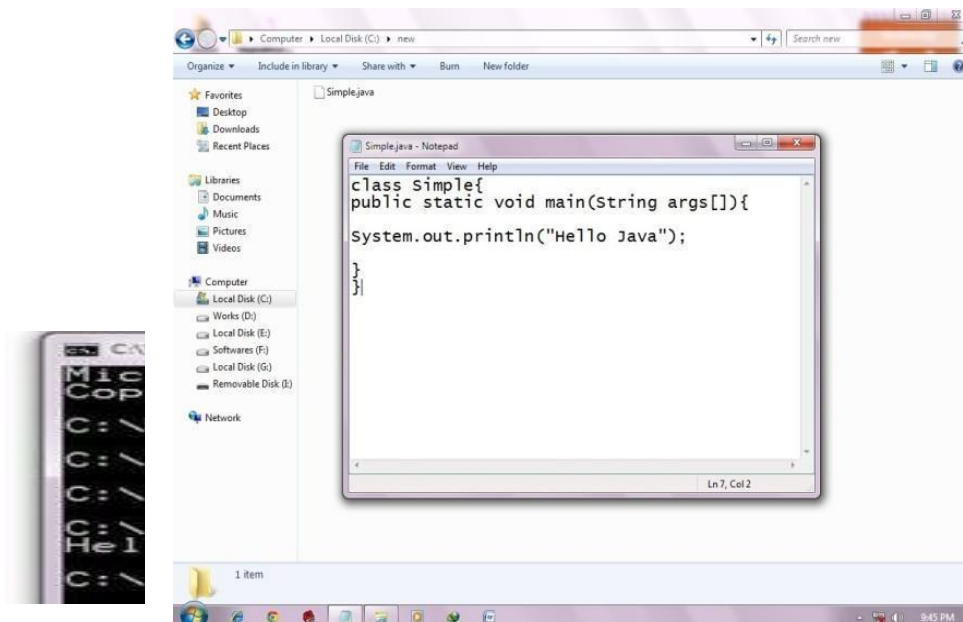 Computer ▸ Local Disk (C:) ▸ new
Search new
Organize Include in library Share with Burn New folder
Favorites
Desktop
Downloads
Recent Places
Libraries
Documents
Music
Pictures
Videos
Computer
Local Disk (C:)
Works (D:)
Local Disk (E:)
Softwares (F:)
Local Disk (G:)
Removable Disk (I:)
Network
Simple.java
Simple.java - Notepad
File Edit Format View Help
class Simple{
public static void main(String args[]){
System.out.println("Hello Java");
}
}
Ln 7, Col 2
1 item
9:45 PM
C:\
Mic
Cop
C:\
C:\
C:\
C:\
Hel
C:\